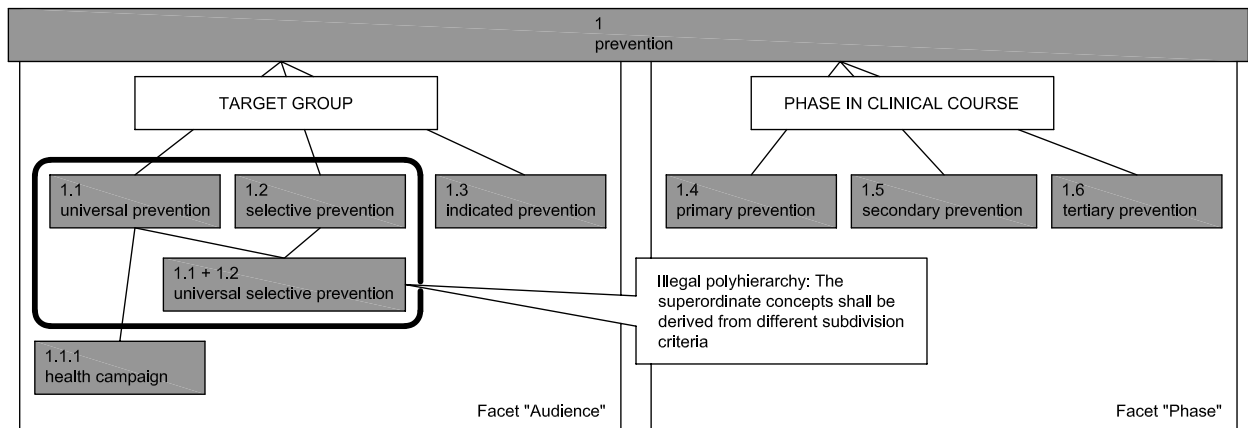 1
prevention
TARGET GROUP
PHASE IN CLINICAL COURSE
1.1
universal prevention
1.2
selective prevention
1.3
indicated prevention
1.4
primary prevention
1.5
secondary prevention
1.6
tertiary prevention
1.1 + 1.2
universal selective prevention
Illegal polyhierarchy: The
superordinate concepts shall be
derived from different subdivision
criteria
1.1.1
health campaign
Facet "Audience"
Facet "Phase"